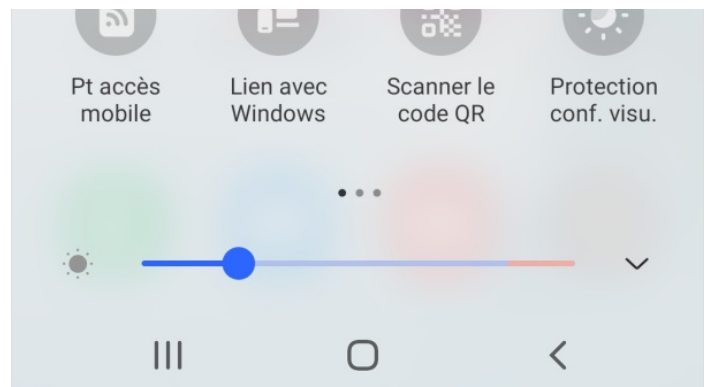 Pt accès
mobile
Lien avec
Windows
Scanner le
code QR
Protection
conf. visu.